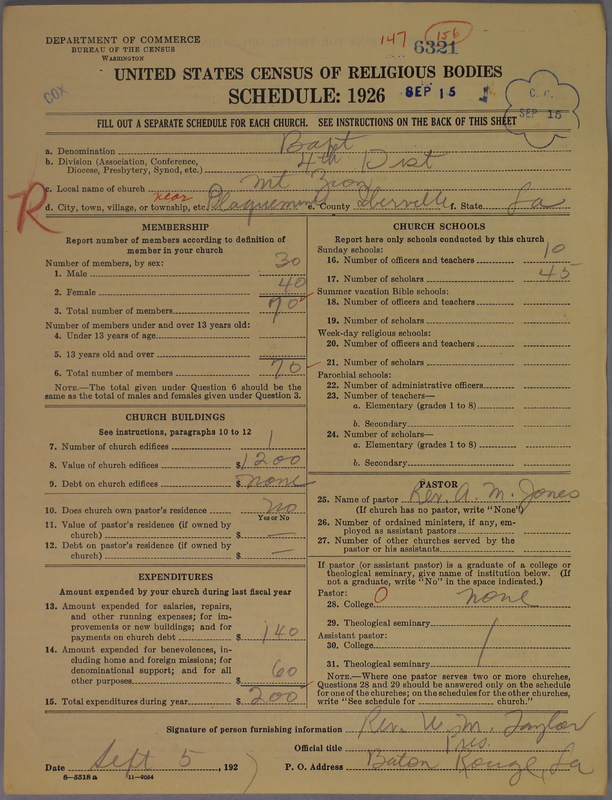 DEPARTMENT OF COMMERCE
BUREAU OF THE CENSUS
WASHINGTON
147
156
6321
COX
UNITED STATES CENSUS OF RELIGIOUS BODIES
SCHEDULE: 1926
SEP 15
C. C.
SEP 15
FILL OUT A SEPARATE SCHEDULE FOR EACH CHURCH. SEE INSTRUCTIONS ON THE BACK OF THIS SHEET
a. Denomination Bapt
b. Division (Association, Conference, Diocese, Presbytery, Synod, etc.) 4th Dist
c. Local name of church Mt Zion
R
d. City, town, village, or township, etc. near Plaquemine e. County Iberville f. State La
MEMBERSHIP
Report number of members according to definition of
member in your church
Number of members, by sex:
1. Male 30
2. Female 40
3. Total number of members 70
Number of members under and over 13 years old:
4. Under 13 years of age
5. 13 years old and over
6. Total number of members 70
NOTE.—The total given under Question 6 should be the
same as the total of males and females given under Question 3.
CHURCH BUILDINGS
See instructions, paragraphs 10 to 12
7. Number of church edifices 1
8. Value of church edifices $1200
9. Debt on church edifices $ none
10. Does church own pastor's residence no
Yes or No
11. Value of pastor's residence (if owned by
church) $ —
12. Debt on pastor's residence (if owned by
church) $ —
EXPENDITURES
Amount expended by your church during last fiscal year
13. Amount expended for salaries, repairs,
and other running expenses; for im-
provements or new buildings; and for
payments on church debt $ 140
14. Amount expended for benevolences, in-
cluding home and foreign missions; for
denominational support; and for all
other purposes $ 60
15. Total expenditures during year $ 200
CHURCH SCHOOLS
Report here only schools conducted by this church
Sunday schools:
16. Number of officers and teachers 10
17. Number of scholars 45
Summer vacation Bible schools:
18. Number of officers and teachers
19. Number of scholars
Week-day religious schools:
20. Number of officers and teachers
21. Number of scholars
Parochial schools:
22. Number of administrative officers
23. Number of teachers—
a. Elementary (grades 1 to 8)
b. Secondary
24. Number of scholars—
a. Elementary (grades 1 to 8)
b. Secondary
PASTOR
25. Name of pastor Rev. A. M. Jones
(If church has no pastor, write "None")
26. Number of ordained ministers, if any, em-
ployed as assistant pastors
27. Number of other churches served by the
pastor or his assistants
If pastor (or assistant pastor) is a graduate of a college or
theological seminary, give name of institution below. (If
not a graduate, write "No" in the space indicated.)
Pastor:
28. College 0 none
29. Theological seminary
Assistant pastor:
30. College
31. Theological seminary
NOTE.—Where one pastor serves two or more churches,
Questions 28 and 29 should be answered only on the schedule
for one of the churches; on the schedules for the other churches,
write "See schedule for church."
Signature of person furnishing information Rev. W. M. Taylor
Official title Pres.
Date Sept 5, 192 P. O. Address Baton Rouge, La
8—5518 a 11—9084